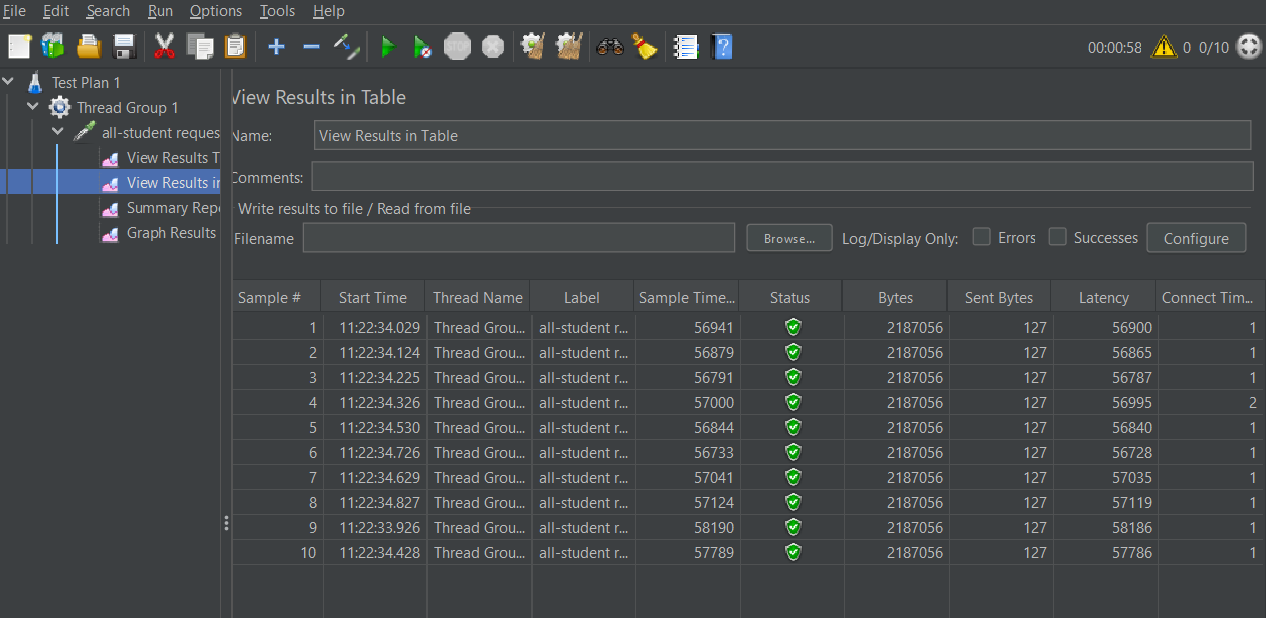 File Edit Search Run Options Tools Help
STOP
00:00:58 0 0/10
Test Plan 1
Thread Group 1
all-student reques
View Results T
View Results in
Summary Repo
Graph Results
View Results in Table
Name: View Results in Table
Comments:
Write results to file / Read from file
Filename Browse... Log/Display Only: Errors Successes Configure
Sample # Start Time Thread Name Label Sample Time... Status Bytes Sent Bytes Latency Connect Tim...
1 11:22:34.029 Thread Grou... all-student r... 56941 2187056 127 56900 1
2 11:22:34.124 Thread Grou... all-student r... 56879 2187056 127 56865 1
3 11:22:34.225 Thread Grou... all-student r... 56791 2187056 127 56787 1
4 11:22:34.326 Thread Grou... all-student r... 57000 2187056 127 56995 2
5 11:22:34.530 Thread Grou... all-student r... 56844 2187056 127 56840 1
6 11:22:34.726 Thread Grou... all-student r... 56733 2187056 127 56728 1
7 11:22:34.629 Thread Grou... all-student r... 57041 2187056 127 57035 1
8 11:22:34.827 Thread Grou... all-student r... 57124 2187056 127 57119 1
9 11:22:33.926 Thread Grou... all-student r... 58190 2187056 127 58186 1
10 11:22:34.428 Thread Grou... all-student r... 57789 2187056 127 57786 1